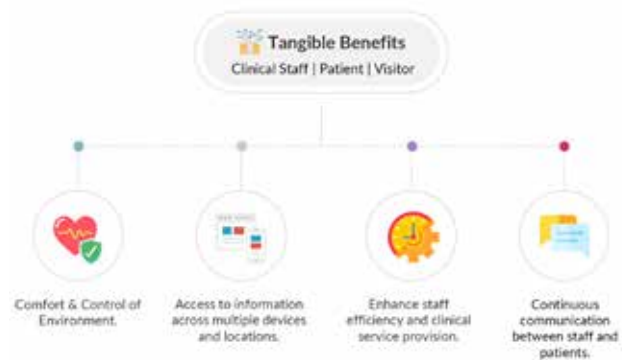 Tangible Benefits
Clinical Staff | Patient | Visitor
Comfort & Control of
Environment.
Access to information
across multiple devices
and locations.
Enhance staff
efficiency and clinical
service provision.
Continuous
communication
between staff and
patients.